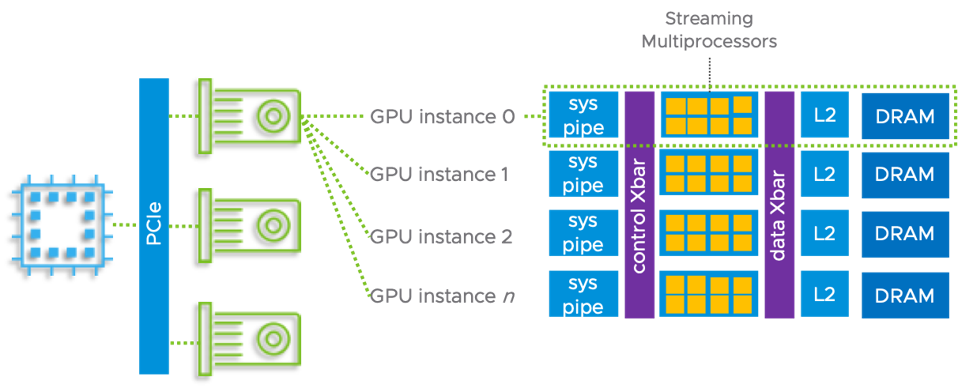 Streaming
Multiprocessors
PCIe
GPU instance 0
GPU instance 1
GPU instance 2
GPU instance n
sys
pipe
control Xbar
data Xbar
L2
DRAM
sys
pipe
L2
DRAM
sys
pipe
L2
DRAM
sys
pipe
L2
DRAM